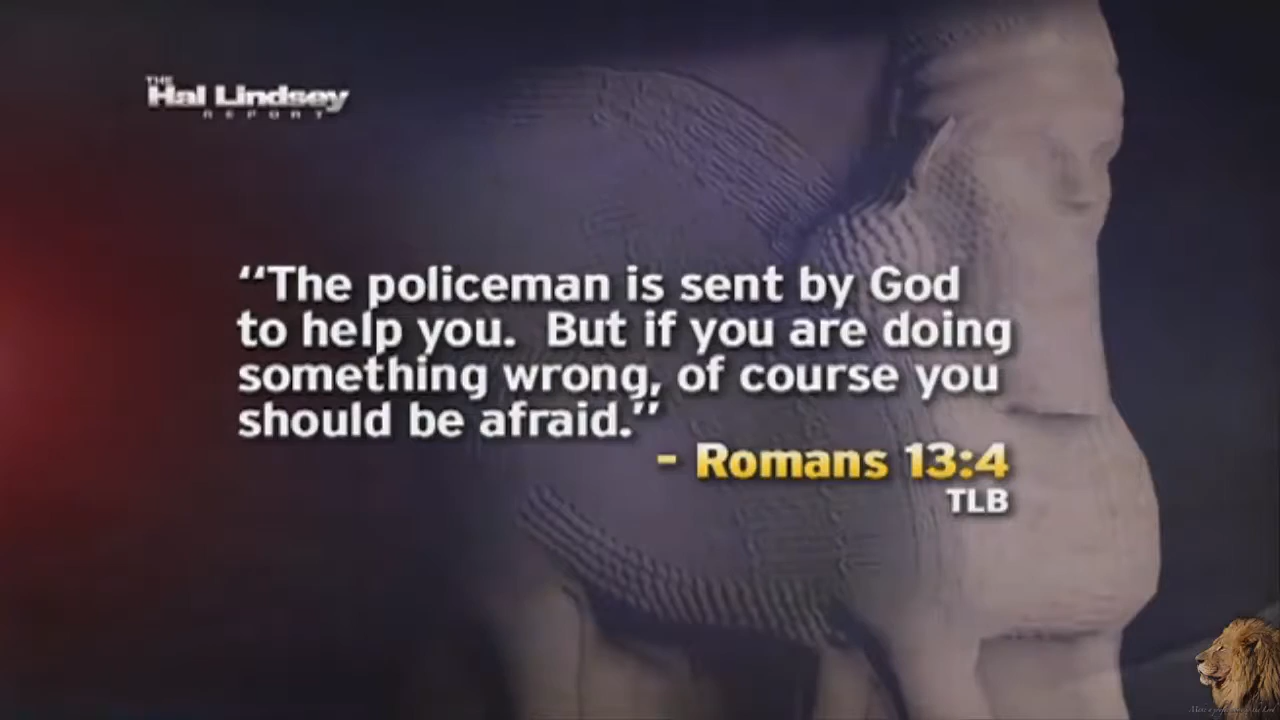 THE
Hal Lindsey
REPORT
“The policeman is sent by God
to help you.  But if you are doing
something wrong, of course you
should be afraid.”
- Romans 13:4
TLB